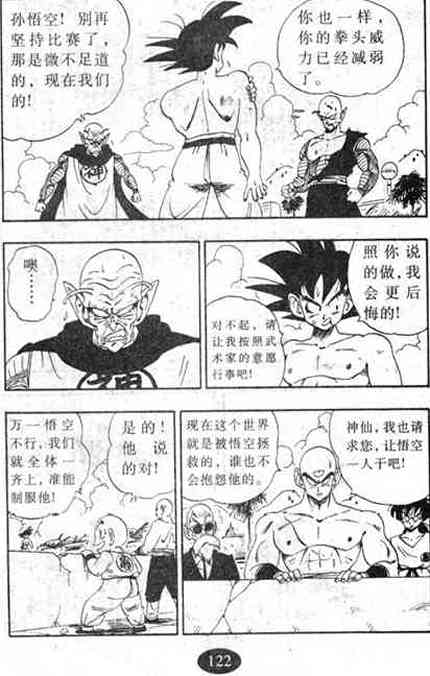 你也一样，
你的拳头威
力已经减弱
了。
孙悟空！别再
坚持比赛了，
那是微不足道
的，现在我们
的！
神
照你说
的做，我
会更后
悔的！
对不起，请
让我按照武
术家的意愿
行事吧！
噢
……
神
神仙，我也请
求您，让悟空
一人干吧！
现在这个世界
就是被悟空拯
救的，谁也不
会抱怨他的。
是的！
他说
的对！
万一悟空
不行，我们
就全体一
齐上，准能
制服他！
122